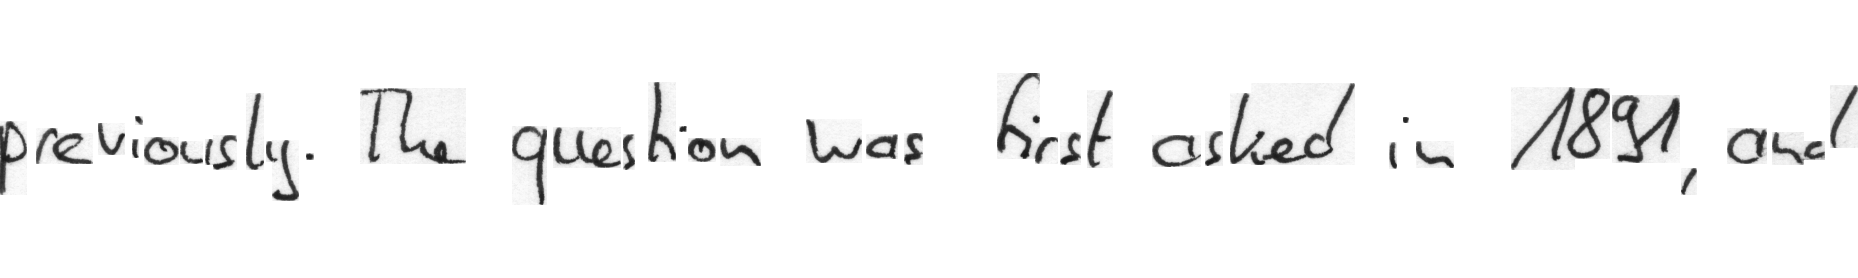 previously. The question was first asked in 1891, and